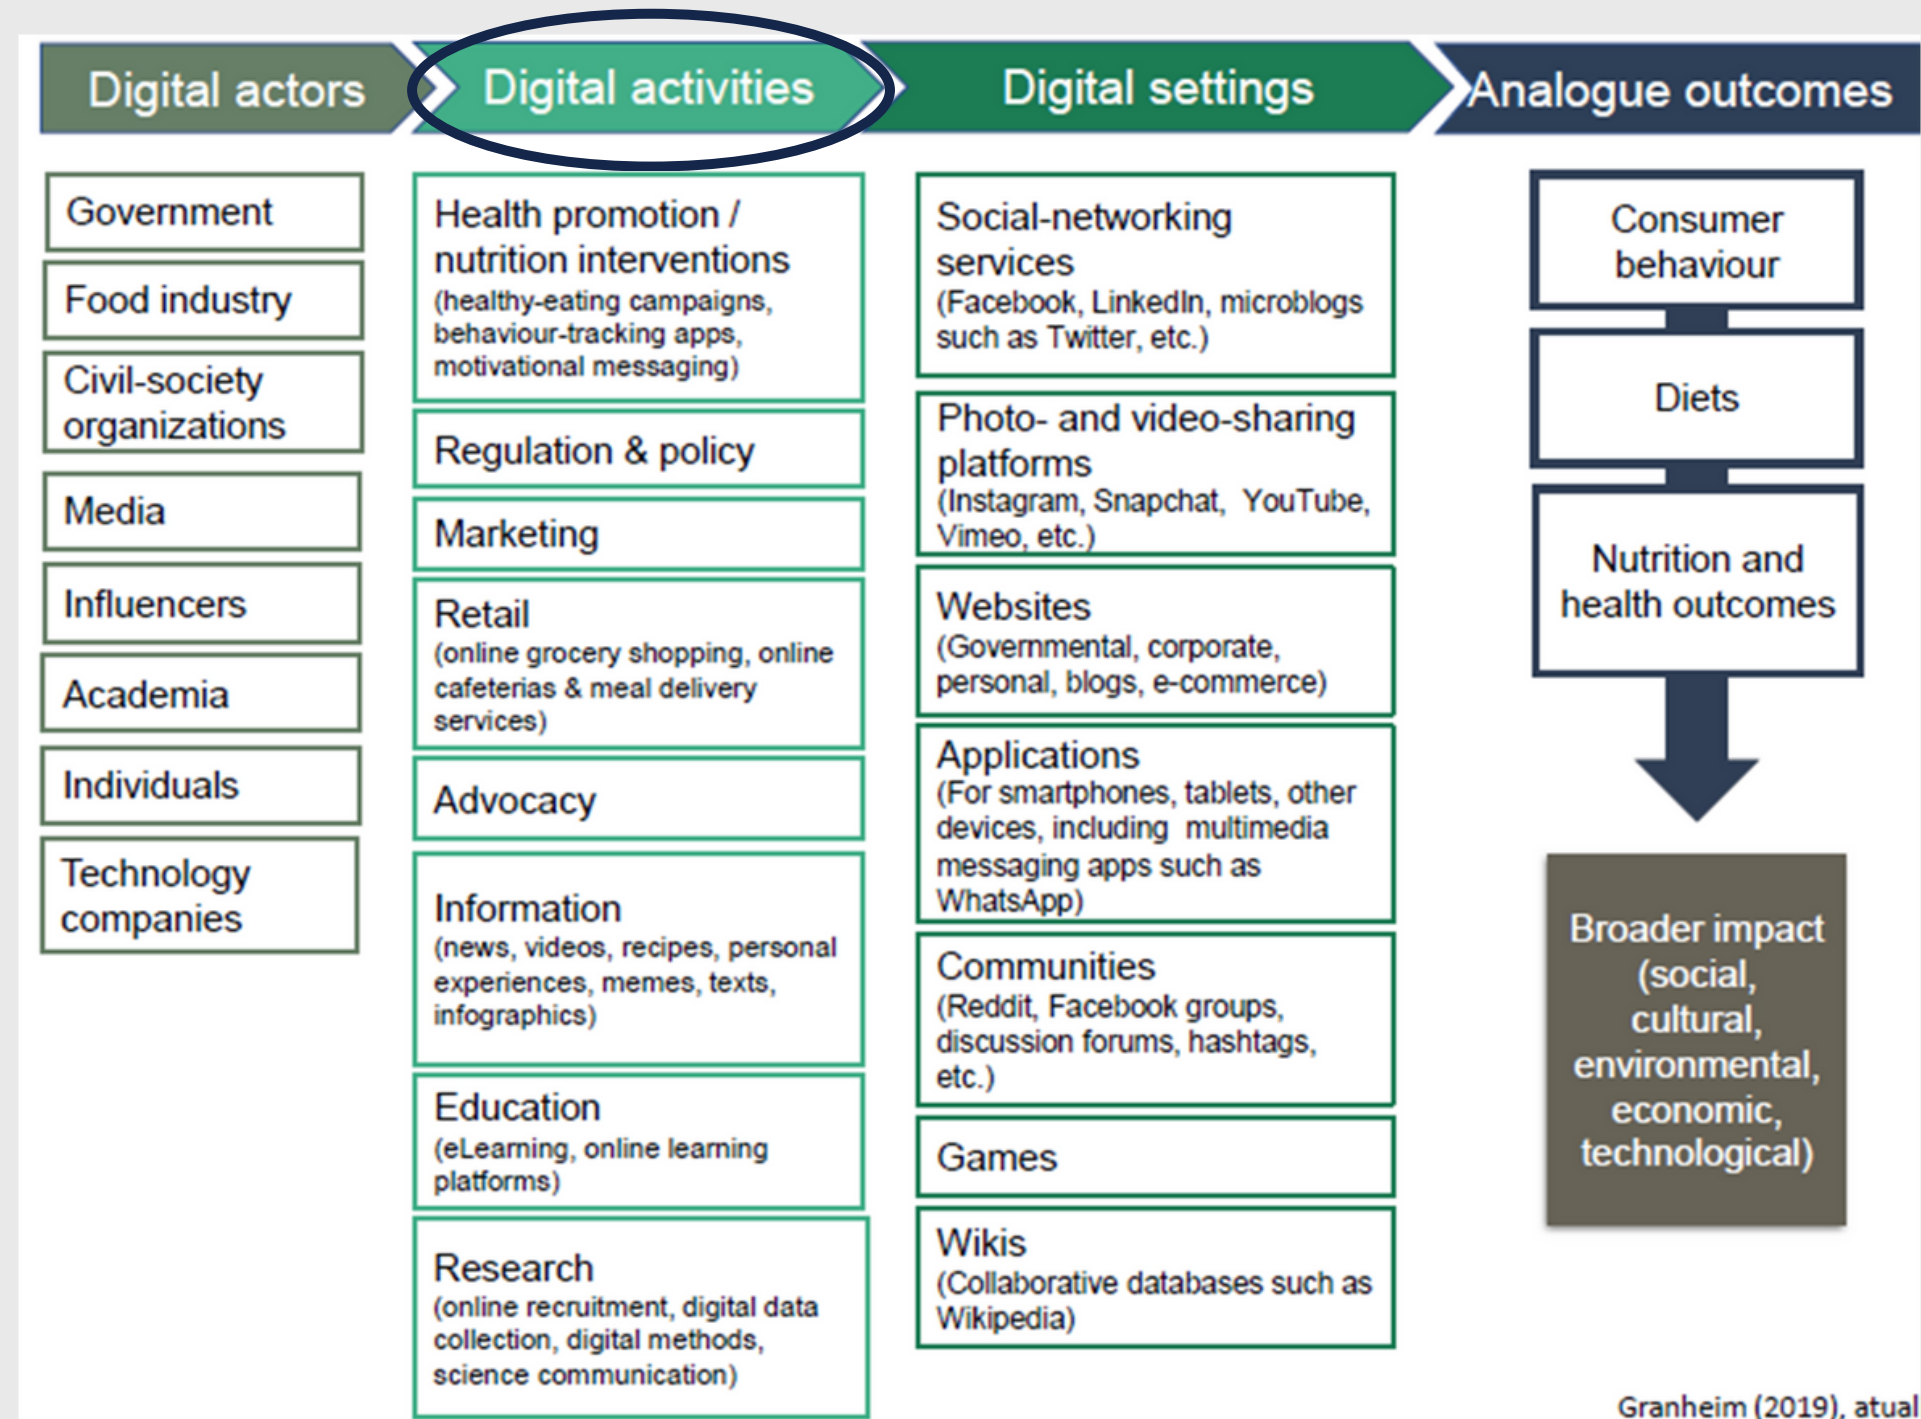 Digital actors
Digital activities
Digital settings
Analogue outcomes
Government
Food industry
Civil-society
organizations
Media
Influencers
Academia
Individuals
Technology
companies
Health promotion /
nutrition interventions
(healthy-eating campaigns,
behaviour-tracking apps,
motivational messaging)
Regulation & policy
Marketing
Retail
(online grocery shopping, online
cafeterias & meal delivery
services)
Advocacy
Information
(news, videos, recipes, personal
experiences, memes, texts,
infographics)
Education
(eLearning, online learning
platforms)
Research
(online recruitment, digital data
collection, digital methods,
science communication)
Social-networking
services
(Facebook, LinkedIn, microblogs
such as Twitter, etc.)
Photo- and video-sharing
platforms
(Instagram, Snapchat, YouTube,
Vimeo, etc.)
Websites
(Governmental, corporate,
personal, blogs, e-commerce)
Applications
(For smartphones, tablets, other
devices, including multimedia
messaging apps such as
WhatsApp)
Communities
(Reddit, Facebook groups,
discussion forums, hashtags,
etc.)
Games
Wikis
(Collaborative databases such as
Wikipedia)
Consumer
behaviour
Diets
Nutrition and
health outcomes
Broader impact
(social,
cultural,
environmental,
economic,
technological)
Granheim (2019), atual